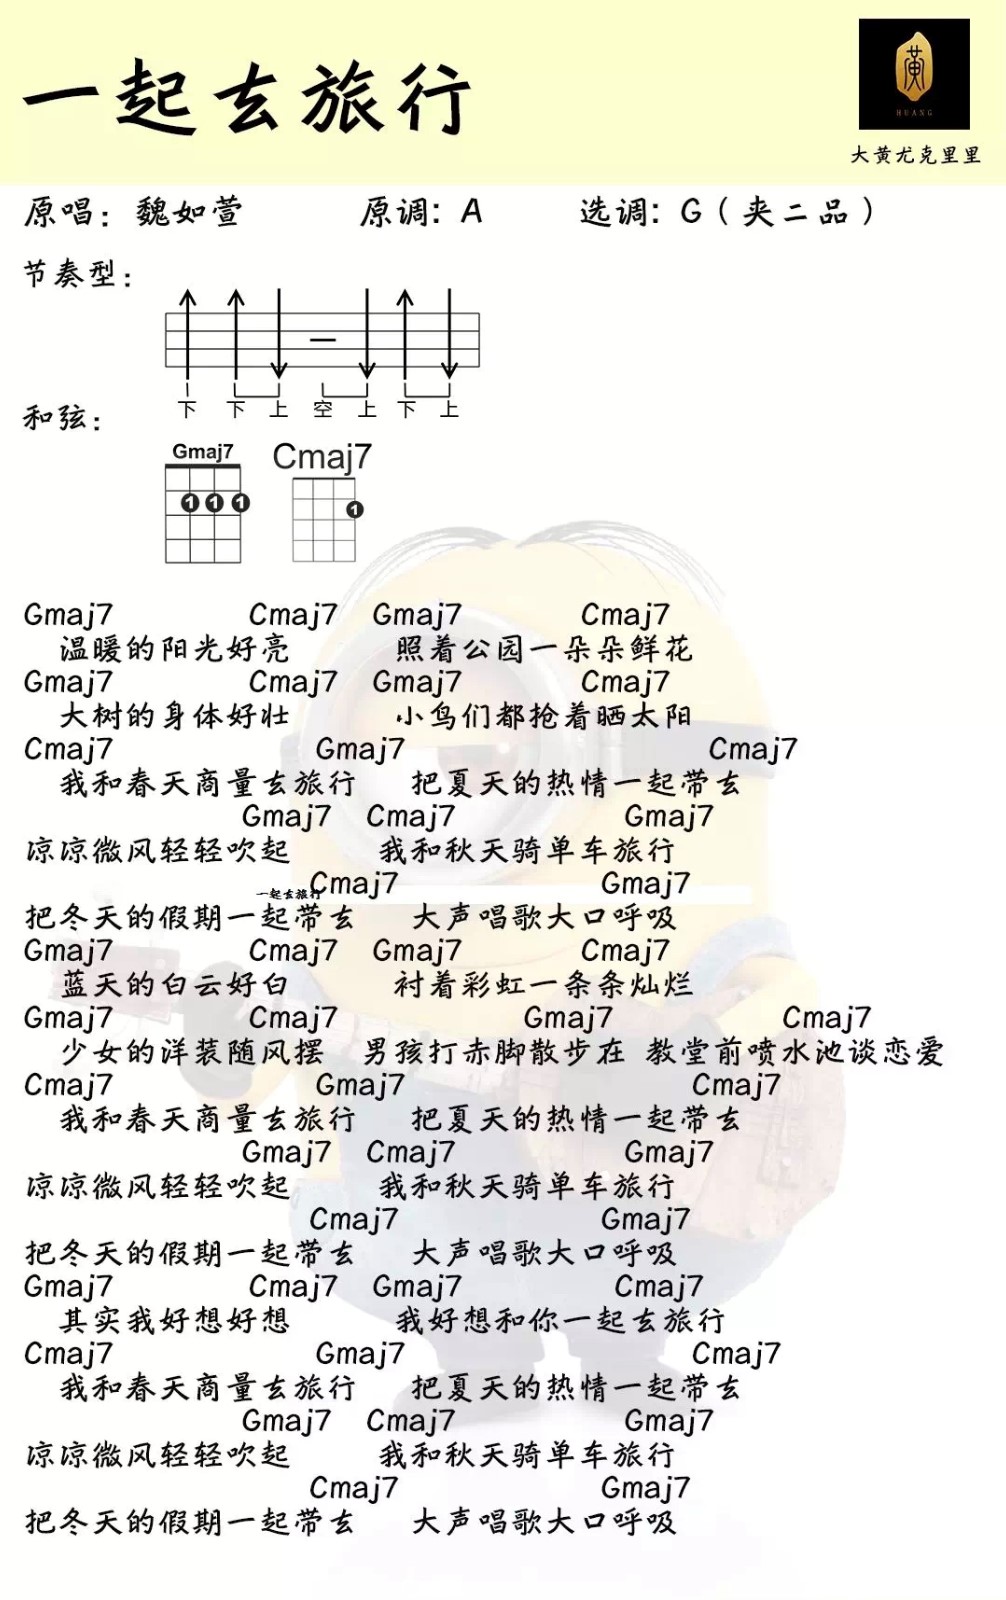 一起去旅行
黄
HUANG
大黄尤克里里
原唱：魏如萱 原调：A 选调：G（夹二品）
节奏型：
下 下 上 空 上 下 上
和弦：
Gmaj7 Cmaj7
1 1 1 1
Gmaj7 Cmaj7 Gmaj7 Cmaj7
温暖的阳光好亮 照着公园一朵朵鲜花
Gmaj7 Cmaj7 Gmaj7 Cmaj7
大树的身体好壮 小鸟们都抢着晒太阳
Cmaj7 Gmaj7 Cmaj7
我和春天商量去旅行 把夏天的热情一起带去
Gmaj7 Cmaj7 Gmaj7
凉凉微风轻轻吹起 我和秋天骑单车旅行
一起去旅行 Cmaj7 Gmaj7
把冬天的假期一起带去 大声唱歌大口呼吸
Gmaj7 Cmaj7 Gmaj7 Cmaj7
蓝天的白云好白 衬着彩虹一条条灿烂
Gmaj7 Cmaj7 Gmaj7 Cmaj7
少女的洋装随风摆 男孩打赤脚散步在 教堂前喷水池谈恋爱
Cmaj7 Gmaj7 Cmaj7
我和春天商量去旅行 把夏天的热情一起带去
Gmaj7 Cmaj7 Gmaj7
凉凉微风轻轻吹起 我和秋天骑单车旅行
Cmaj7 Gmaj7
把冬天的假期一起带去 大声唱歌大口呼吸
Gmaj7 Cmaj7 Gmaj7 Cmaj7
其实我好想好想 我好想和你一起去旅行
Cmaj7 Gmaj7 Cmaj7
我和春天商量去旅行 把夏天的热情一起带去
Gmaj7 Cmaj7 Gmaj7
凉凉微风轻轻吹起 我和秋天骑单车旅行
Cmaj7 Gmaj7
把冬天的假期一起带去 大声唱歌大口呼吸